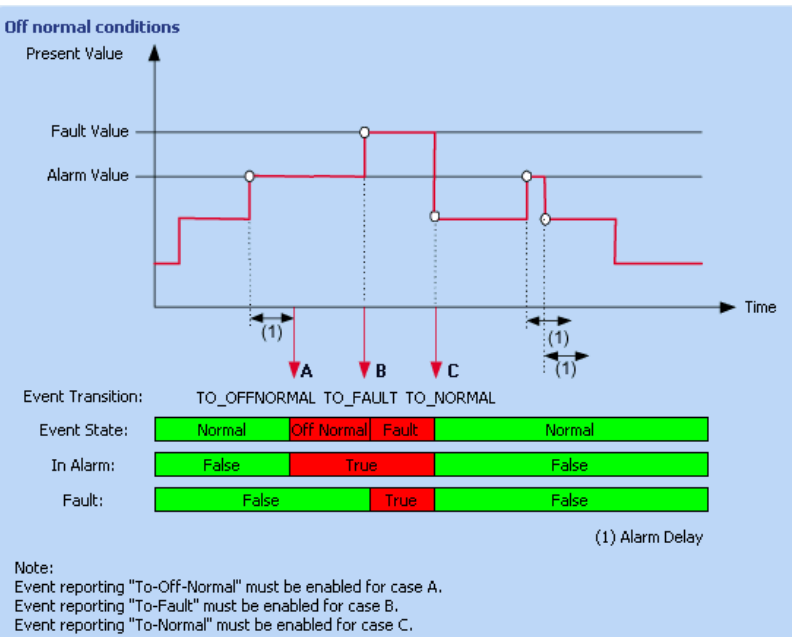 Off normal conditions
Present Value
Fault Value
Alarm Value
Time
(1)
(1)
(1)
A B C
Event Transition: TO_OFFNORMAL TO_FAULT TO_NORMAL
Event State: Normal Off Normal Fault Normal
In Alarm: False True False
Fault: False True False
(1) Alarm Delay
Note:
Event reporting "To-Off-Normal" must be enabled for case A.
Event reporting "To-Fault" must be enabled for case B.
Event reporting "To-Normal" must be enabled for case C.